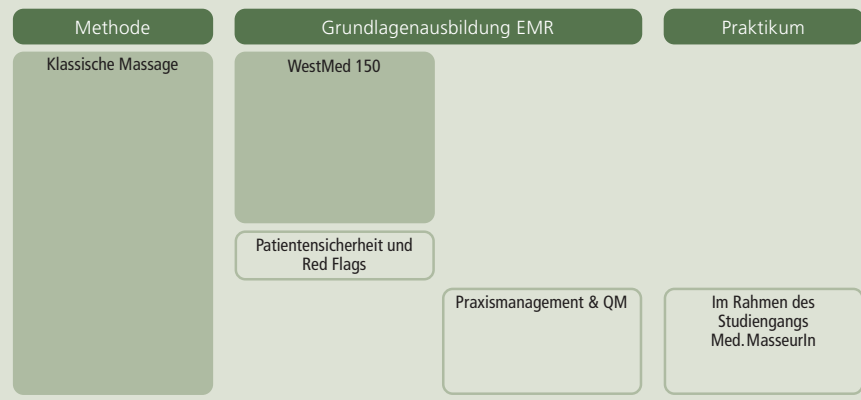 Methode
Grundlagenausbildung EMR
Praktikum
Klassische Massage
WestMed 150
Patientensicherheit und
Red Flags
Praxismanagement & QM
Im Rahmen des
Studiengangs
Med.MasseurIn